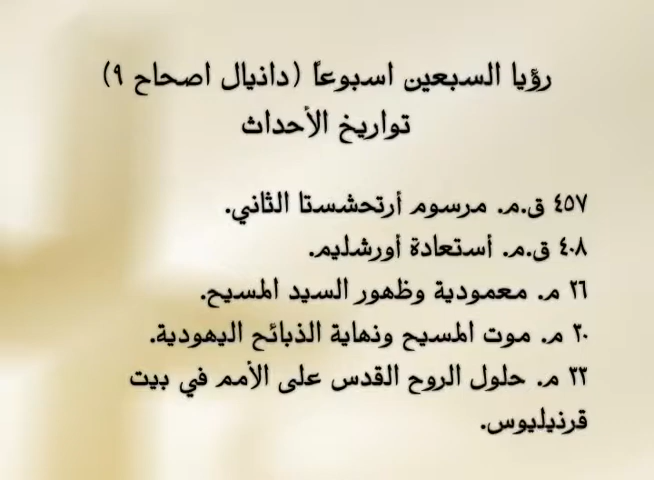 رؤيا السبعين اسبوعاً (دانيال اصحاح ٩)
تواريخ الأحداث
٤٥٧ ق.م. مرسوم أرتحشستا الثاني.
٤٠٨ ق.م. أستعادة أورشليم.
٢٦ م. معمودية وظهور السيد المسيح.
٣٠ م. موت المسيح ونهاية الذبائح اليهودية.
٣٣ م. حلول الروح القدس على الأمم في بيت
قرنيليوس.